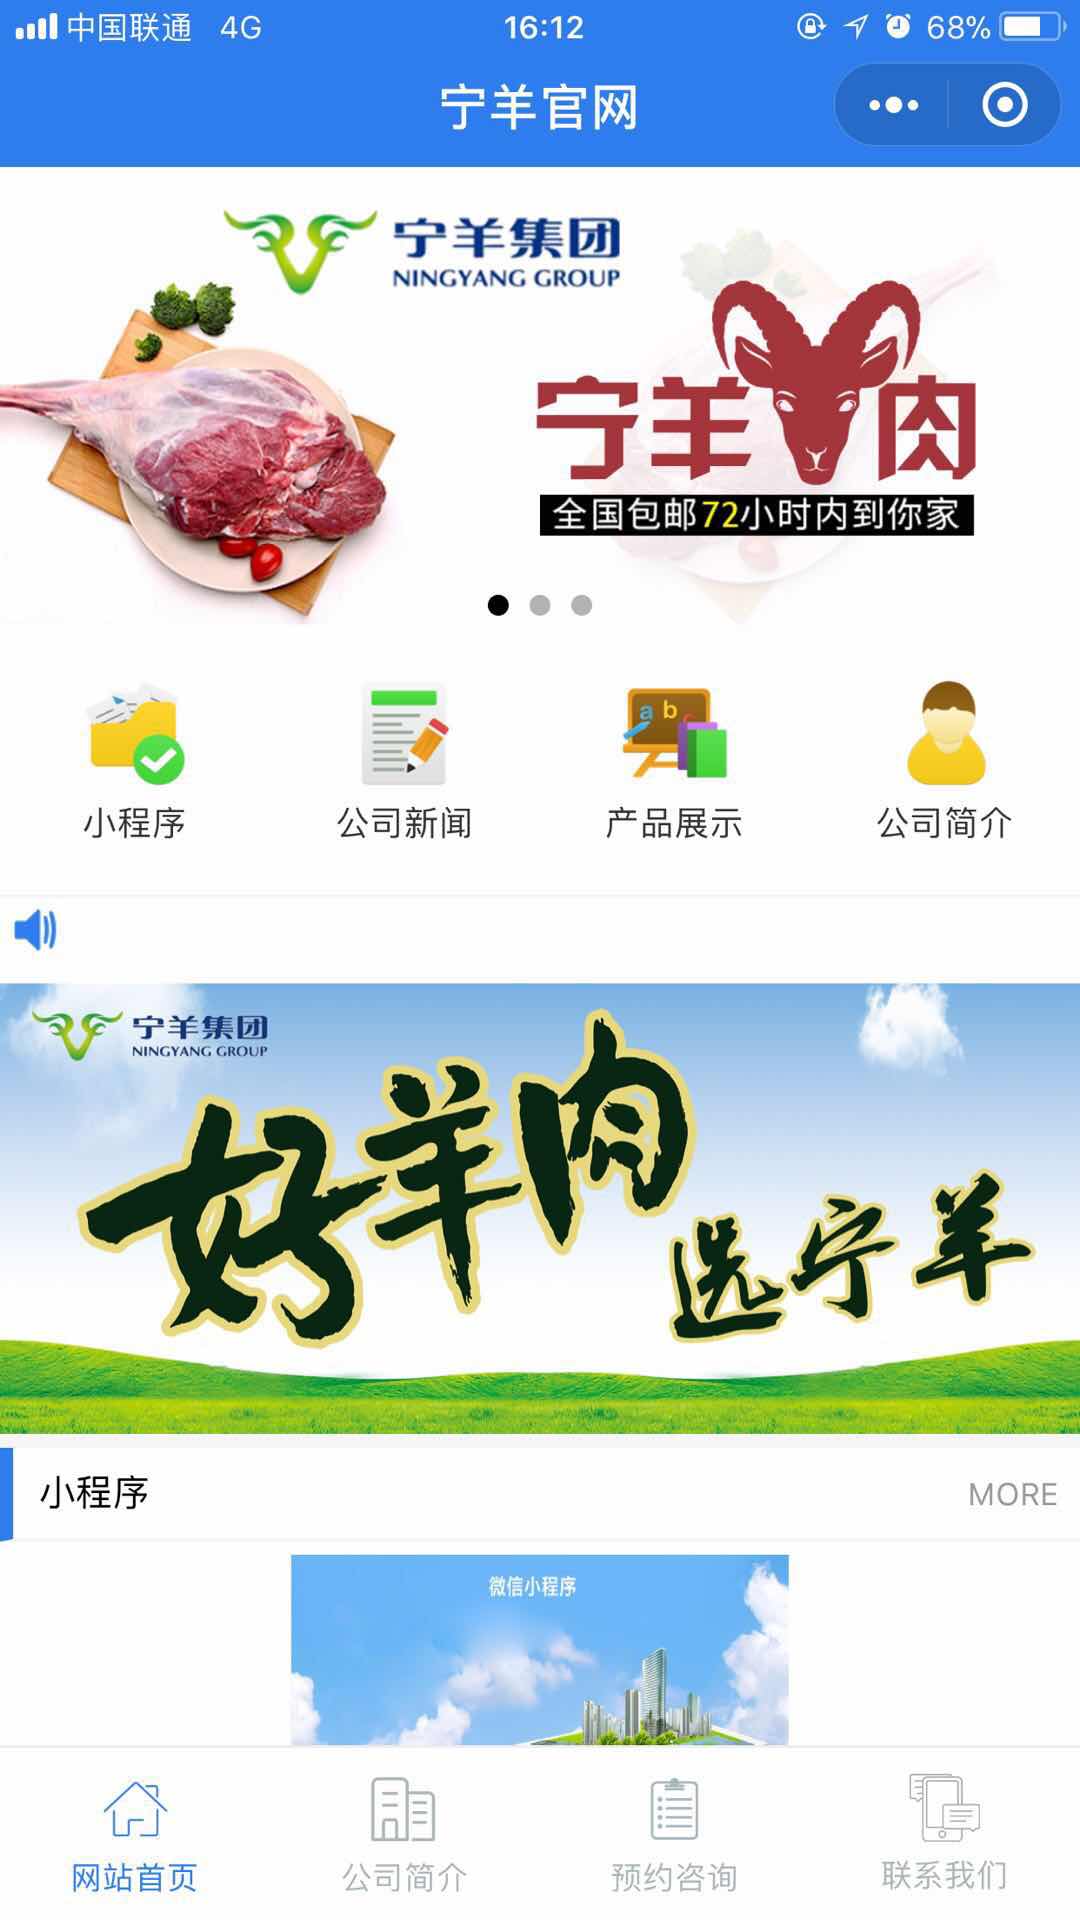 中国联通 4G 16:12 68%
宁羊官网
宁羊集团
NINGYANG GROUP
宁羊肉
全国包邮72小时内到你家
小程序 公司新闻 产品展示 公司简介
a b c
宁羊集团
NINGYANG GROUP
好羊肉
选宁羊
小程序 MORE
微信小程序
网站首页 公司简介 预约咨询 联系我们